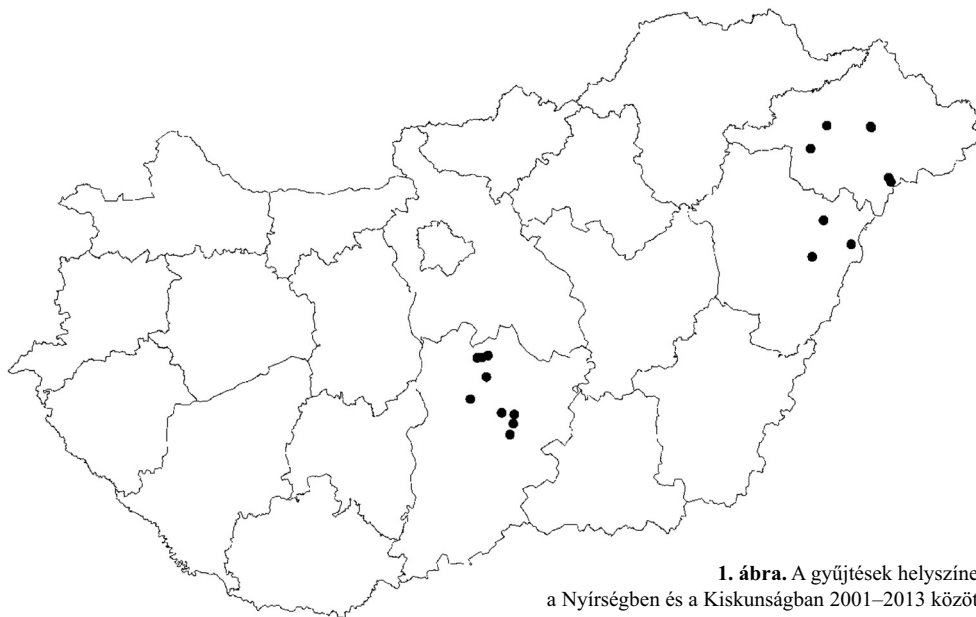 1. ábra. A gyűjtések helyszíne
a Nyírségben és a Kiskunságban 2001–2013 közöt